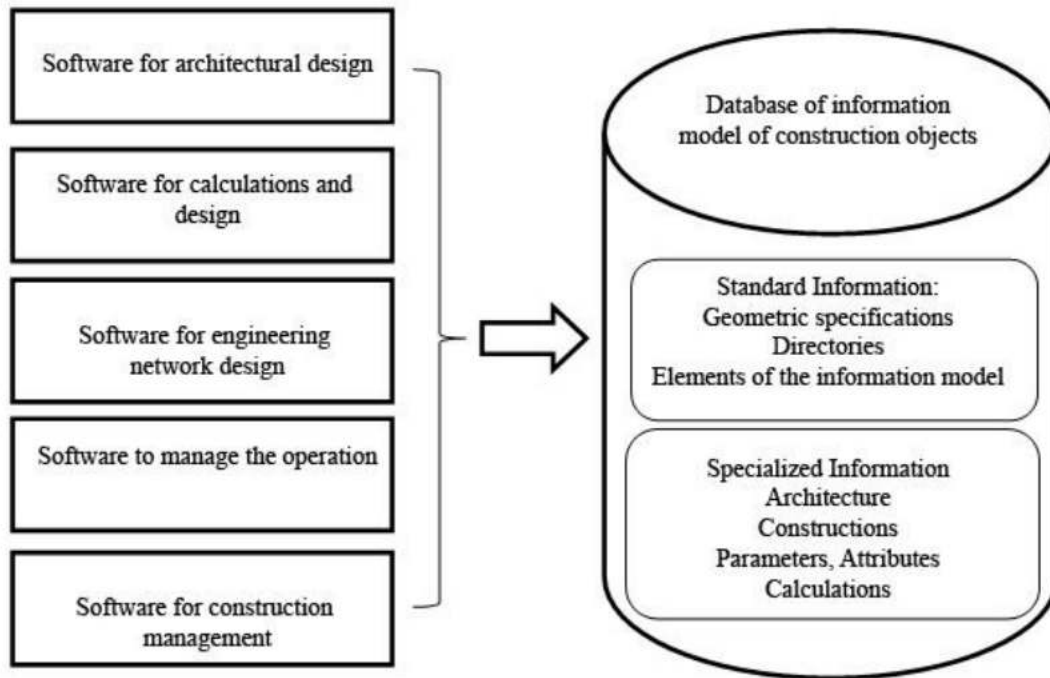 Software for architectural design
Software for calculations and
design
Software for engineering
network design
Software to manage the operation
Software for construction
management
Database of information
model of construction objects
Standard Information:
Geometric specifications
Directories
Elements of the information model
Specialized Information
Architecture
Constructions
Parameters, Attributes
Calculations